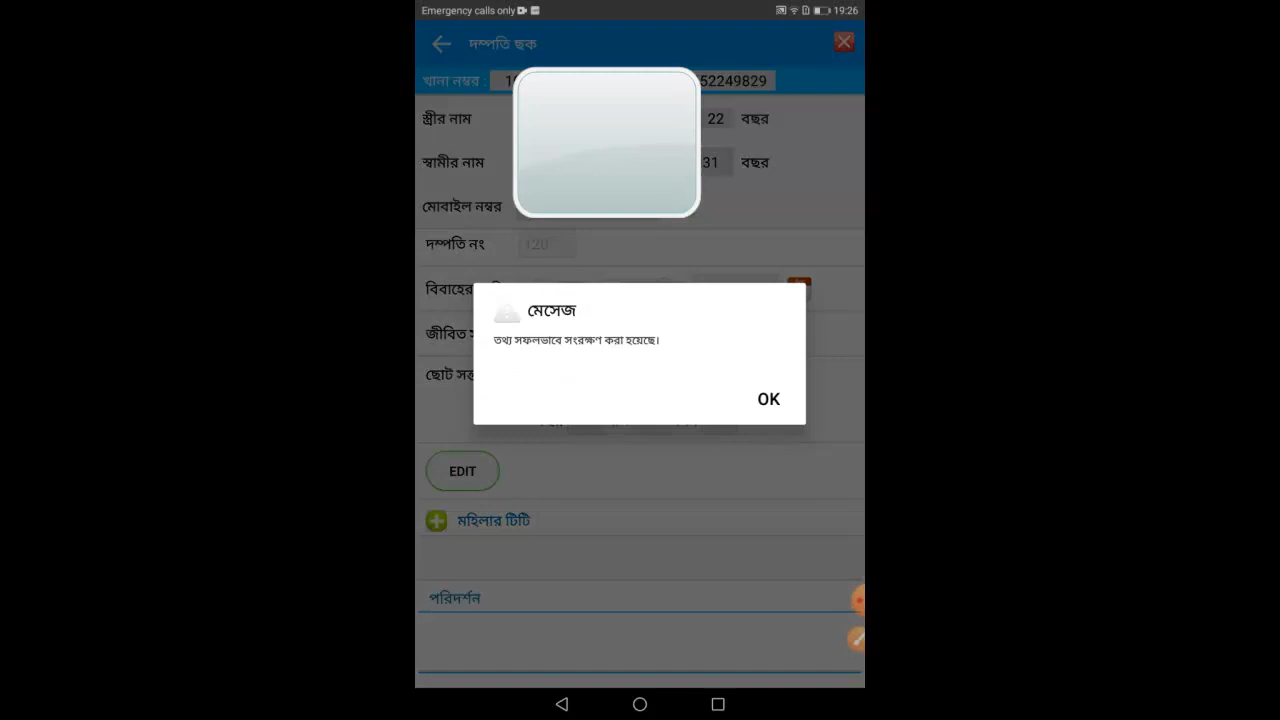 Emergency calls only 19:26
দম্পতি ছক
খানা নম্বর : 52249829
স্ত্রীর নাম 22 বছর
স্বামীর নাম 31 বছর
মোবাইল নম্বর
দম্পতি নং 120
বিবাহের
মেসেজ
তথ্য সফলভাবে সংরক্ষণ করা হয়েছে।
OK
জীবিত
ছোট
EDIT
মহিলার টিটি
পরিদর্শন